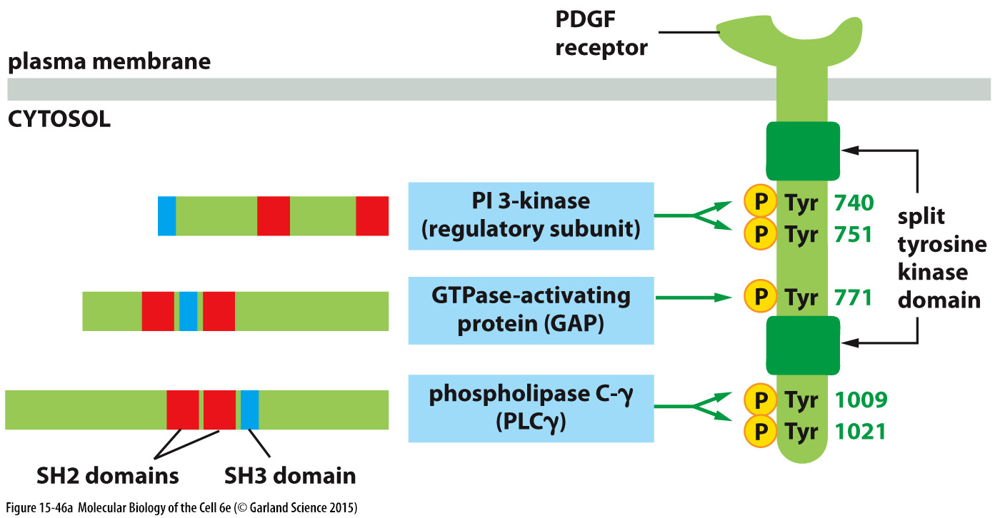 PDGF
receptor
plasma membrane
CYTOSOL
PI 3-kinase
(regulatory subunit)
P Tyr 740
P Tyr 751
split
tyrosine
kinase
domain
GTPase-activating
protein (GAP)
P Tyr 771
phospholipase C-γ
(PLCγ)
P Tyr 1009
P Tyr 1021
SH2 domains
SH3 domain
Figure 15-46a Molecular Biology of the Cell 6e (© Garland Science 2015)